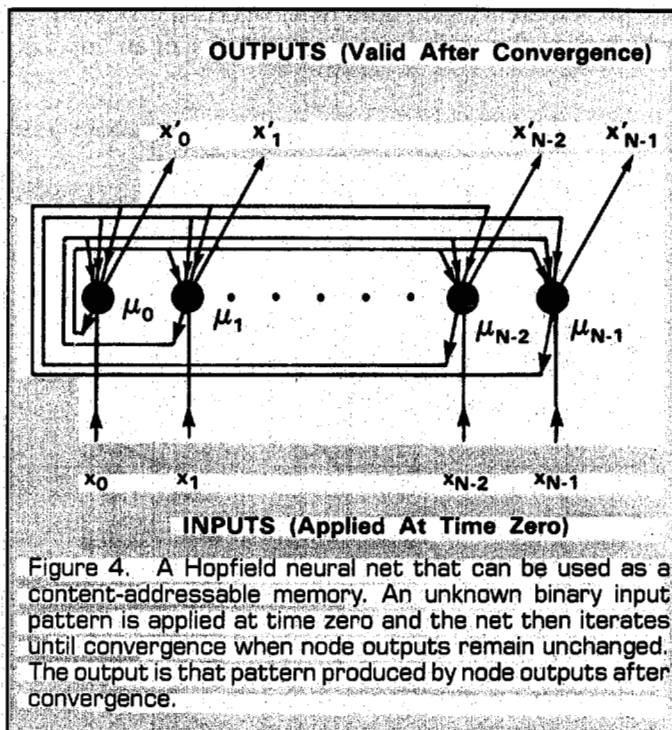 OUTPUTS (Valid After Convergence)
x'0 x'1 x'N-2 x'N-1
μ0 μ1 μN-2 μN-1
x0 x1 xN-2 xN-1
INPUTS (Applied At Time Zero)
Figure 4. A Hopfield neural net that can be used as a
content-addressable memory. An unknown binary input
pattern is applied at time zero and the net then iterates
until convergence when node outputs remain unchanged.
The output is that pattern produced by node outputs after
convergence.